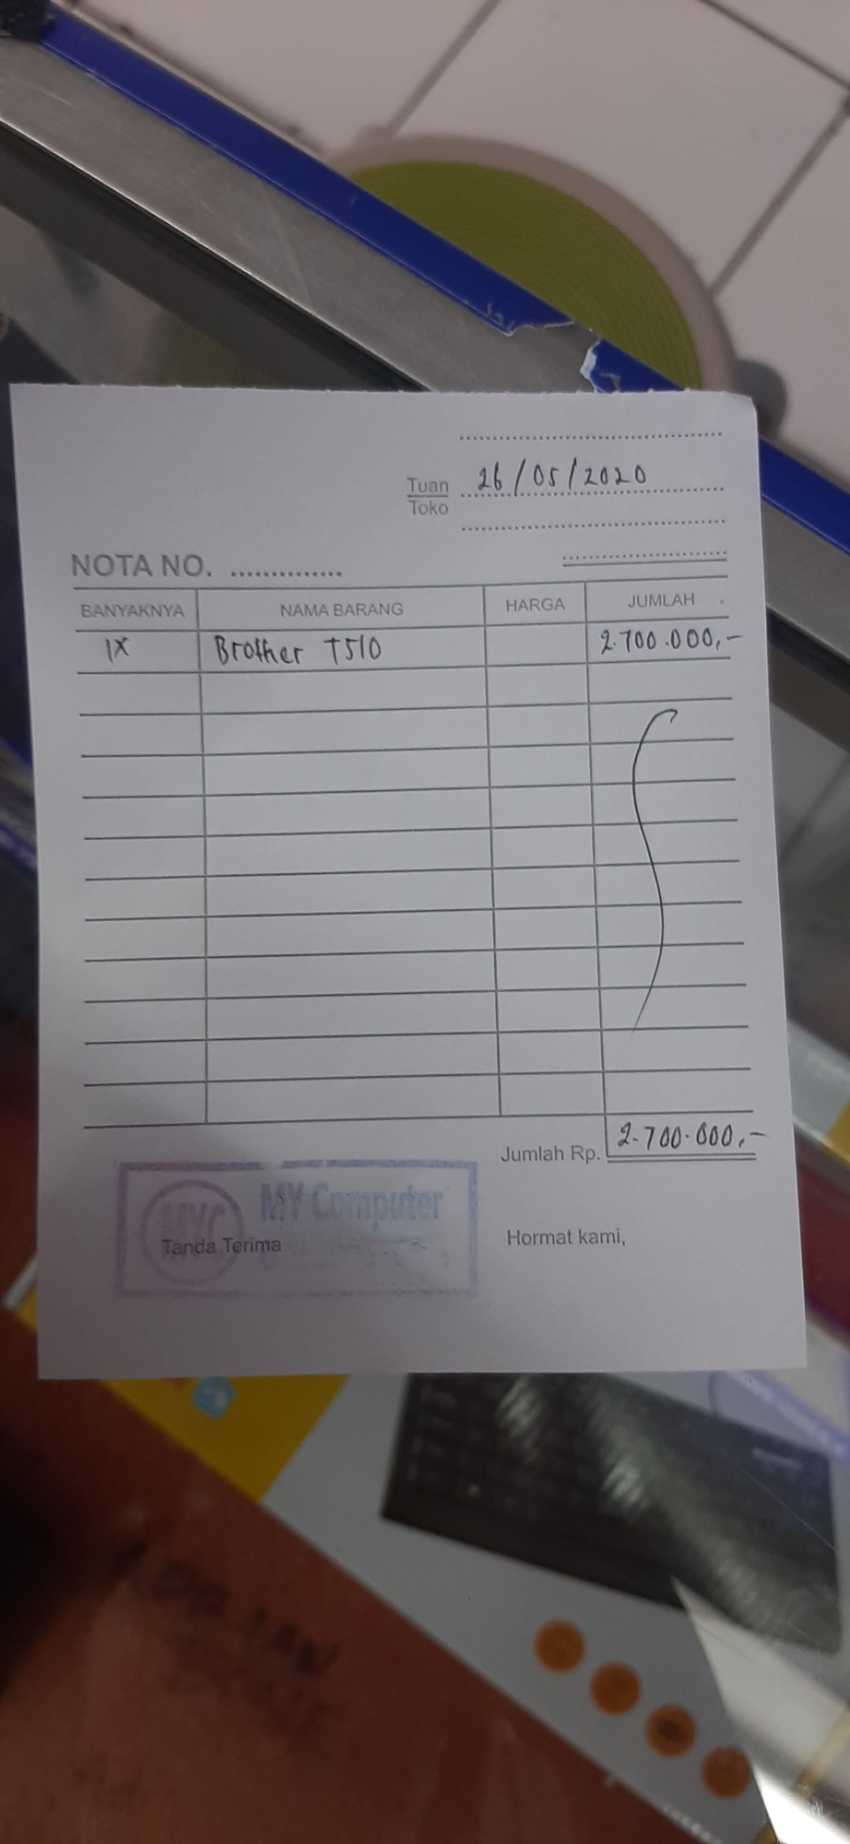 26/05/2020
Tuan
Toko
NOTA NO. ..............
BANYAKNYA NAMA BARANG HARGA JUMLAH
1X Brother T510 2.700.000,-
Jumlah Rp. 2.700.000,-
MYC MY Computer
Tanda Terima Hormat kami,